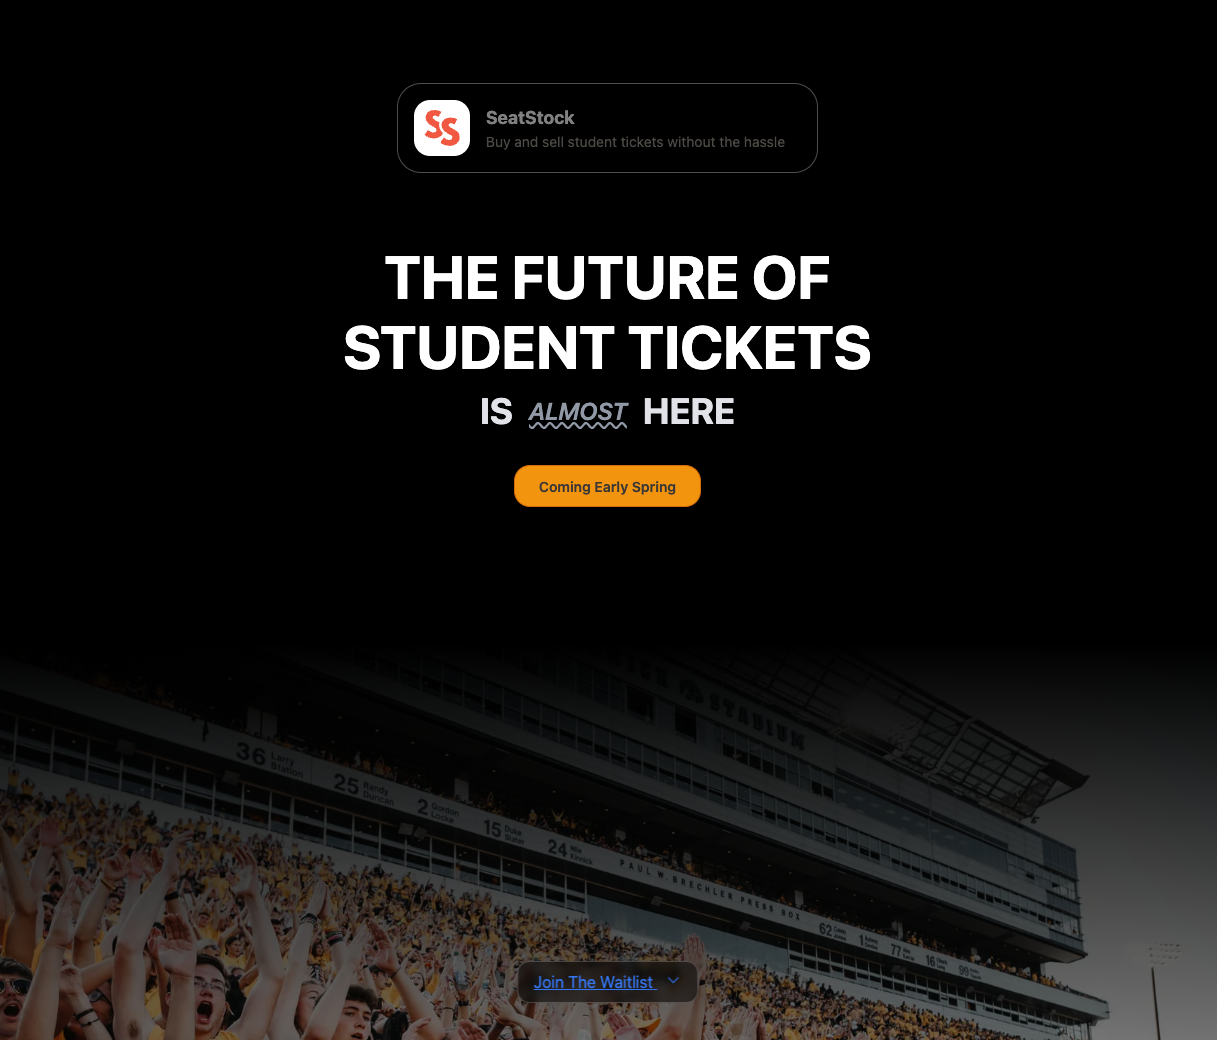 SS
SeatStock
Buy and sell student tickets without the hassle
THE FUTURE OF
STUDENT TICKETS
IS ALMOST HERE
Coming Early Spring
STADIUM
36 Larry Station
25 Randy Duncan
2 Gordon Locke
15 Duke Slater
24 Nile Kinnick
PAUL W. BRECHLER PRESS BOX
62
1
77
16
99
Join The Waitlist